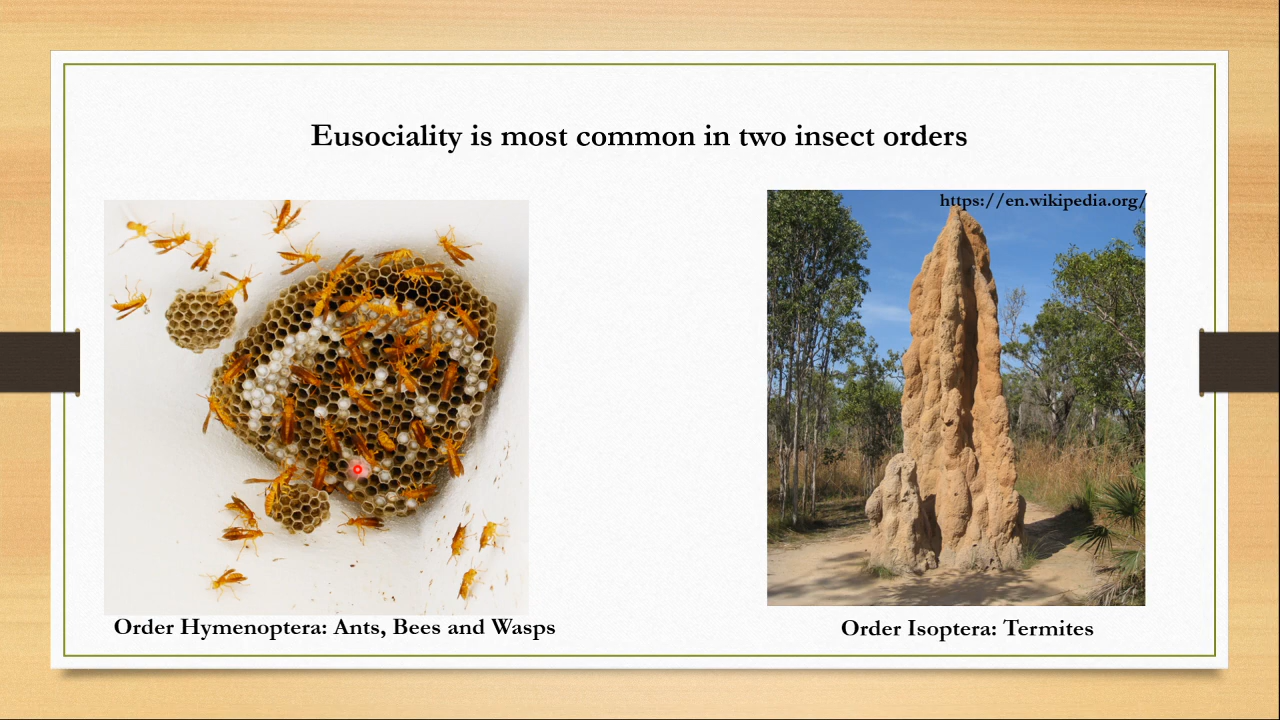 Eusociality is most common in two insect orders
https://en.wikipedia.org/
Order Hymenoptera: Ants, Bees and Wasps
Order Isoptera: Termites